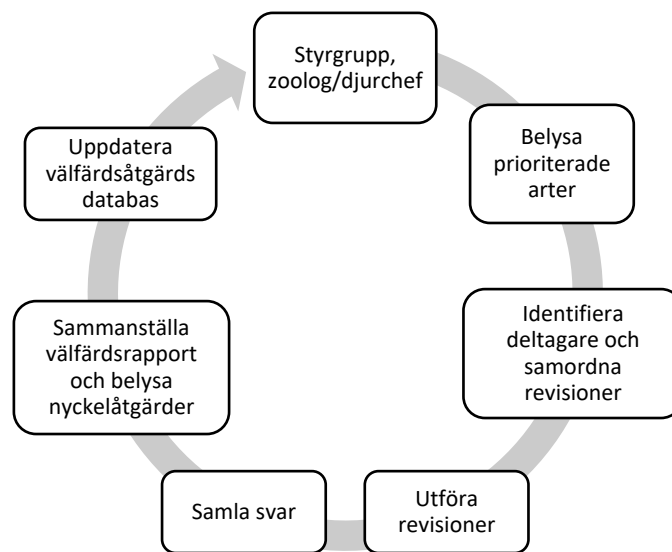 Styrgrupp,
zoolog/djurchef
Belysa
prioriterade
arter
Identifiera
deltagare och
samordna
revisioner
Utföra
revisioner
Samla svar
Sammanställa
välfärdsrapport
och belysa
nyckelåtgärder
Uppdatera
välfärdsåtgärds
databas